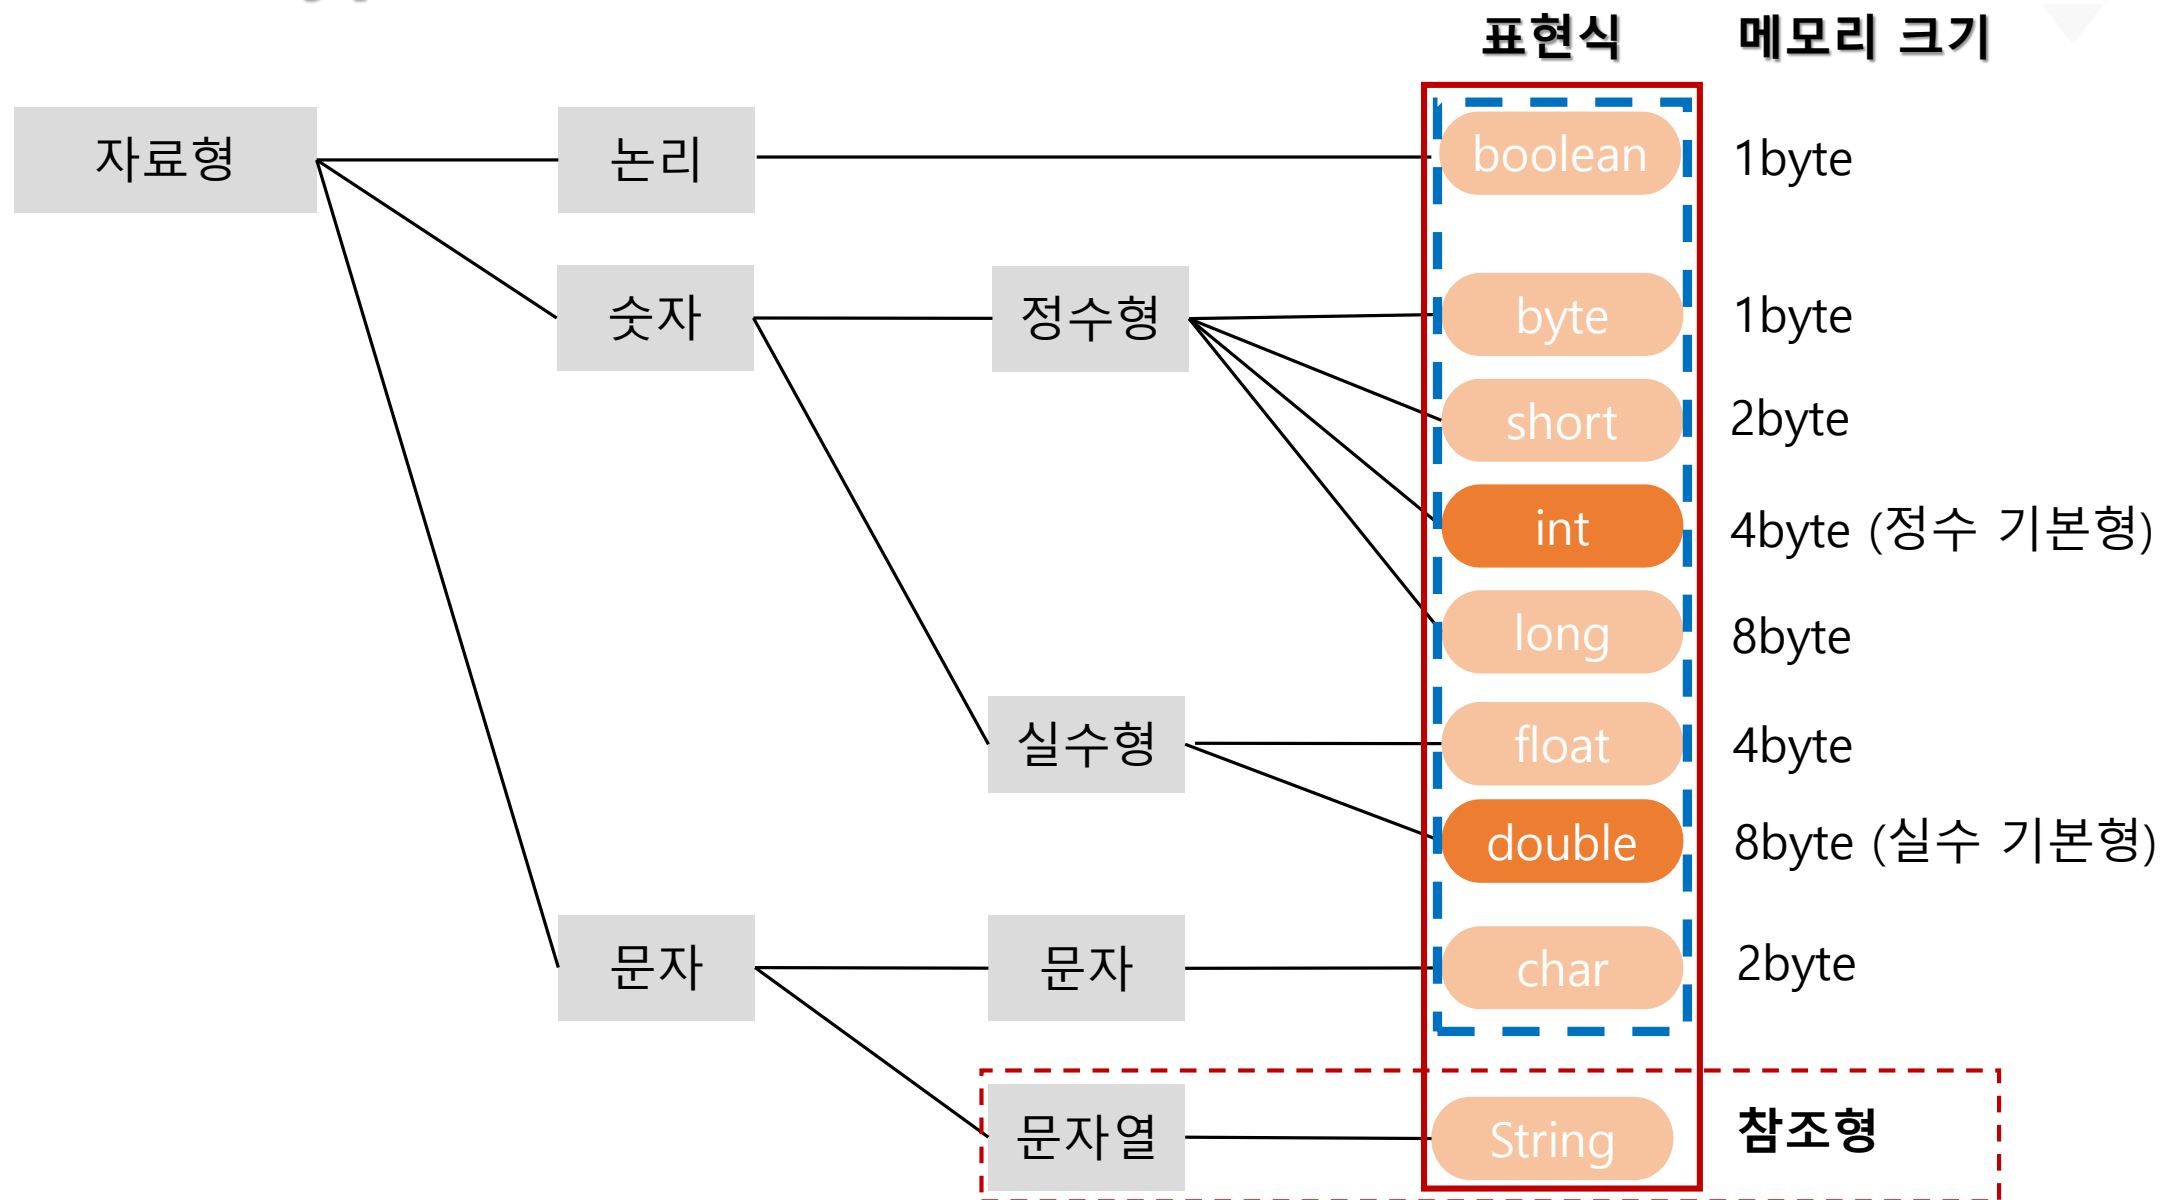 표현식 메모리 크기
자료형 논리 boolean 1byte
숫자 정수형 byte 1byte
short 2byte
int 4byte (정수 기본형)
long 8byte
실수형 float 4byte
double 8byte (실수 기본형)
문자 문자 char 2byte
문자열 String 참조형